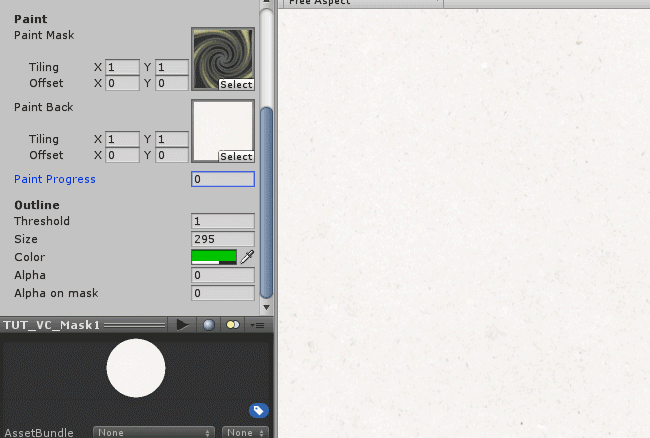 Free Aspect
Paint
Paint Mask
Tiling X 1 Y 1
Offset X 0 Y 0
Select
Paint Back
Tiling X 1 Y 1
Offset X 0 Y 0
Select
Paint Progress 0
Outline
Threshold 1
Size 295
Color
Alpha 0
Alpha on mask 0
TUT_VC_Mask1
AssetBundle None None